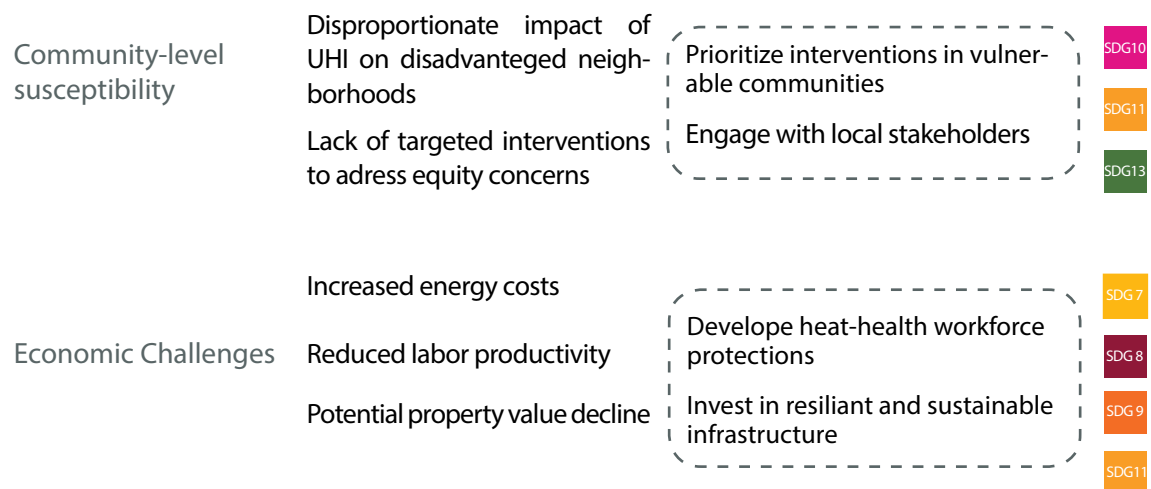 Community-level
susceptibility
Disproportionate impact of
UHI on disadvanteged neigh-
borhoods
Lack of targeted interventions
to adress equity concerns
Prioritize interventions in vulner-
able communities
Engage with local stakeholders
SDG10
SDG11
SDG13
Economic Challenges
Increased energy costs
Reduced labor productivity
Potential property value decline
Develope heat-health workforce
protections
Invest in resiliant and sustainable
infrastructure
SDG 7
SDG 8
SDG 9
SDG11